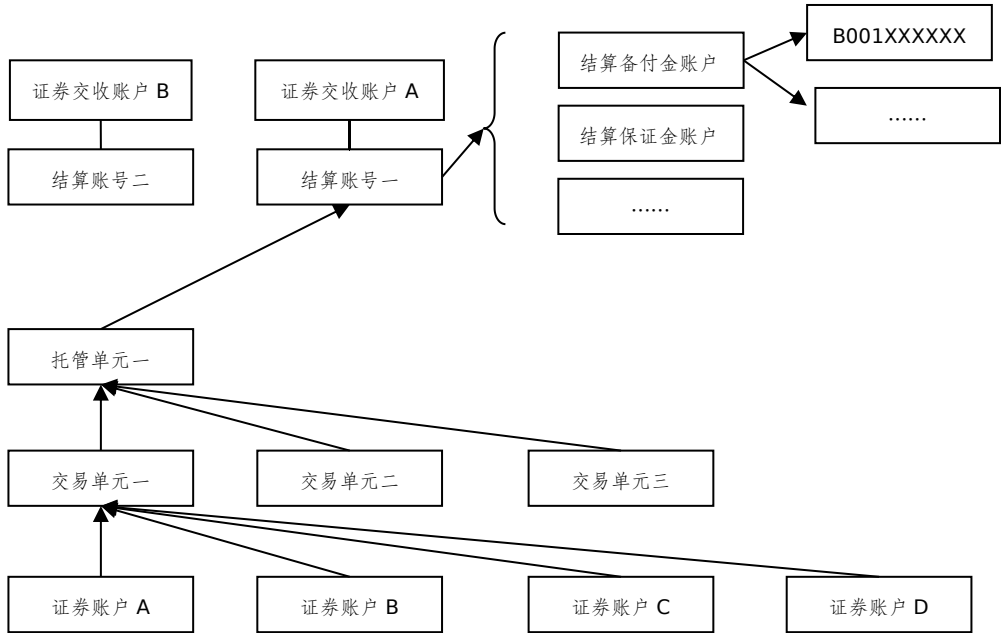 B001XXXXXX
结算备付金账户
证券交收账户 B
证券交收账户 A
……
结算保证金账户
结算账号二
结算账号一
……
托管单元一
交易单元一
交易单元二
交易单元三
证券账户 A
证券账户 B
证券账户 C
证券账户 D